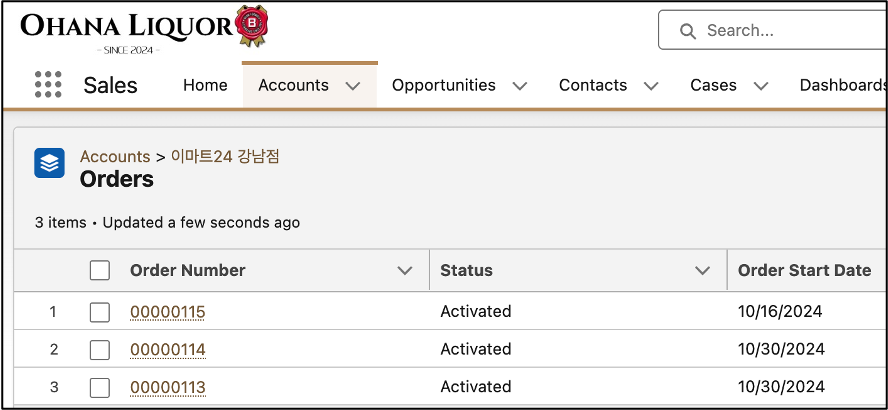 OHANA LIQUOR
B
- SINCE 2024 -
Search...
Sales Home Accounts Opportunities Contacts Cases Dashboards
Accounts > 이마트24 강남점
Orders
3 items • Updated a few seconds ago
Order Number Status Order Start Date
1 00000115 Activated 10/16/2024
2 00000114 Activated 10/30/2024
3 00000113 Activated 10/30/2024